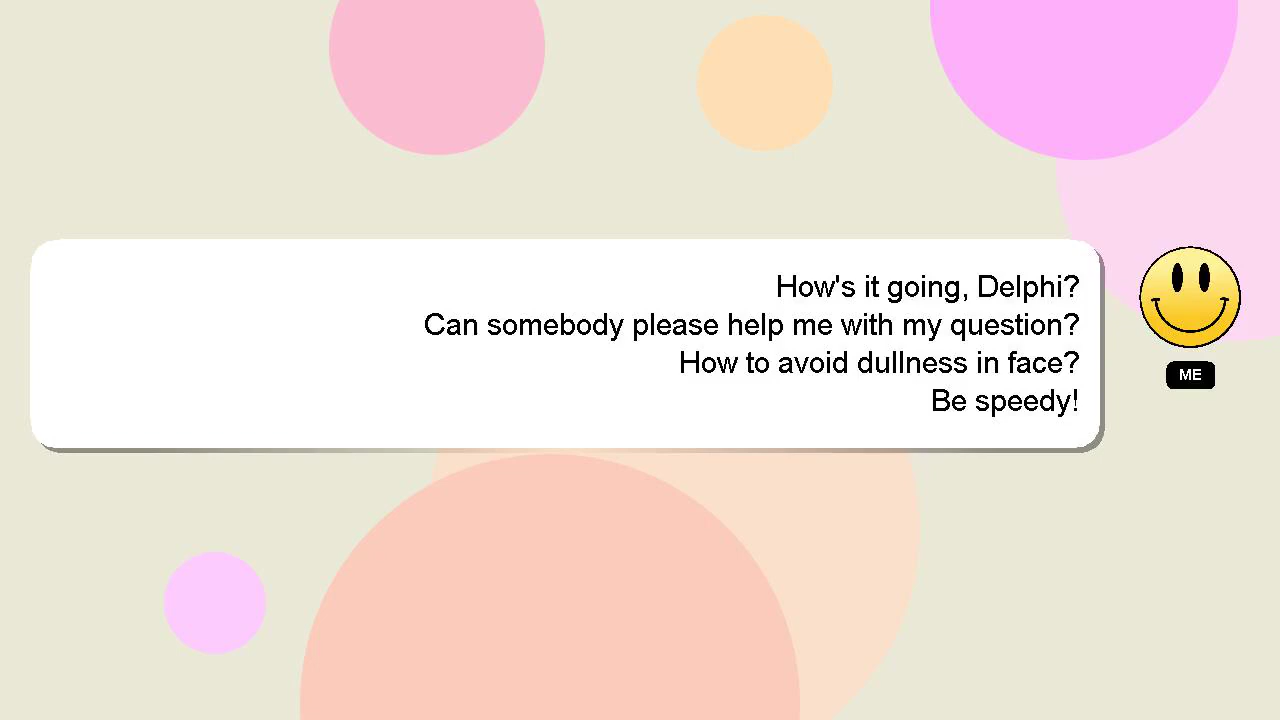 How's it going, Delphi?
Can somebody please help me with my question?
How to avoid dullness in face?
Be speedy!
ME